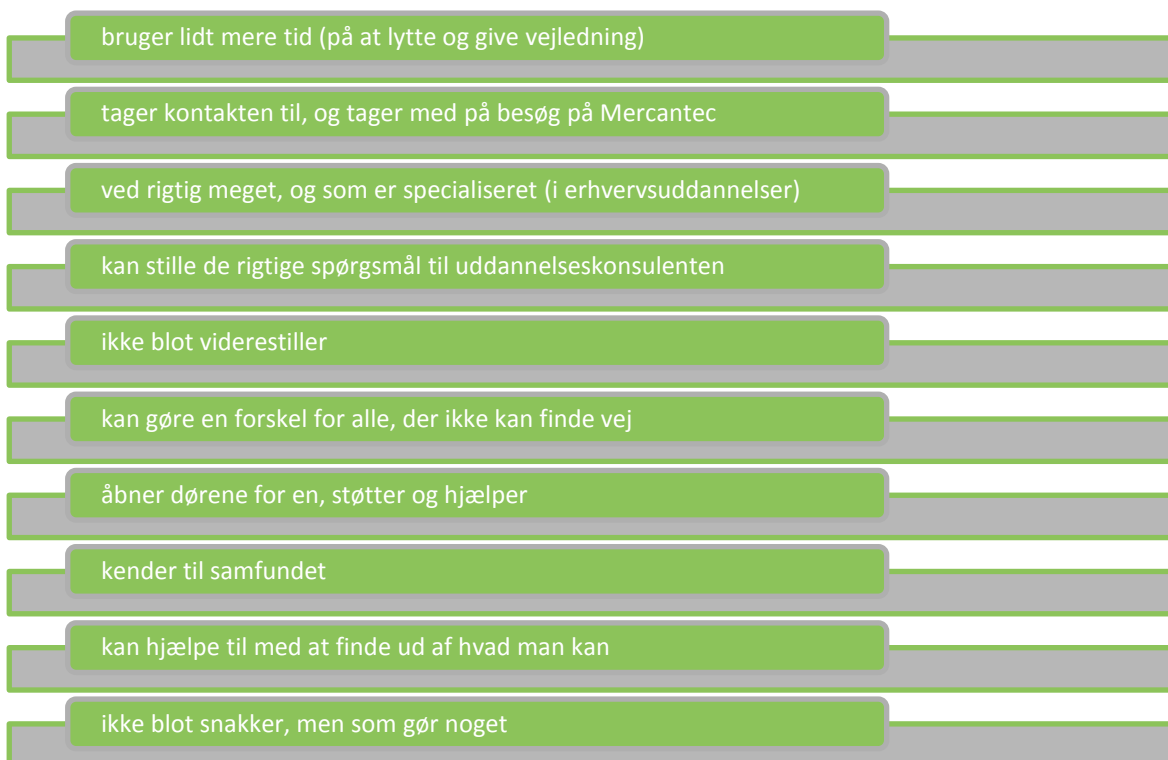 bruger lidt mere tid (på at lytte og give vejledning)
tager kontakten til, og tager med på besøg på Mercantec
ved rigtig meget, og som er specialiseret (i erhvervsuddannelser)
kan stille de rigtige spørgsmål til uddannelseskonsulenten
ikke blot viderestiller
kan gøre en forskel for alle, der ikke kan finde vej
åbner dørene for en, støtter og hjælper
kender til samfundet
kan hjælpe til med at finde ud af hvad man kan
ikke blot snakker, men som gør noget